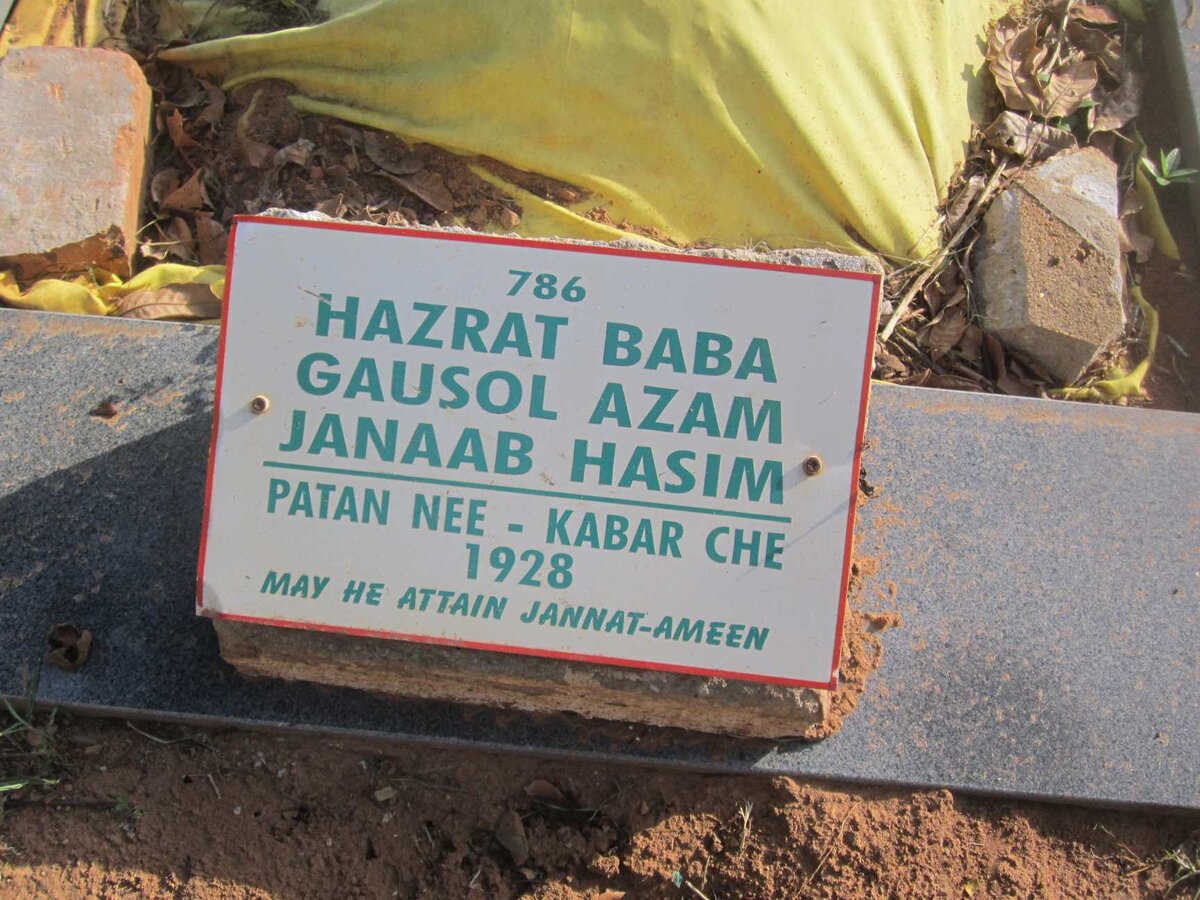 786
HAZRAT BABA
GAUSOL AZAM
JANAAB HASIM
PATAN NEE - KABAR CHE
1928
MAY HE ATTAIN JANNAT-AMEEN